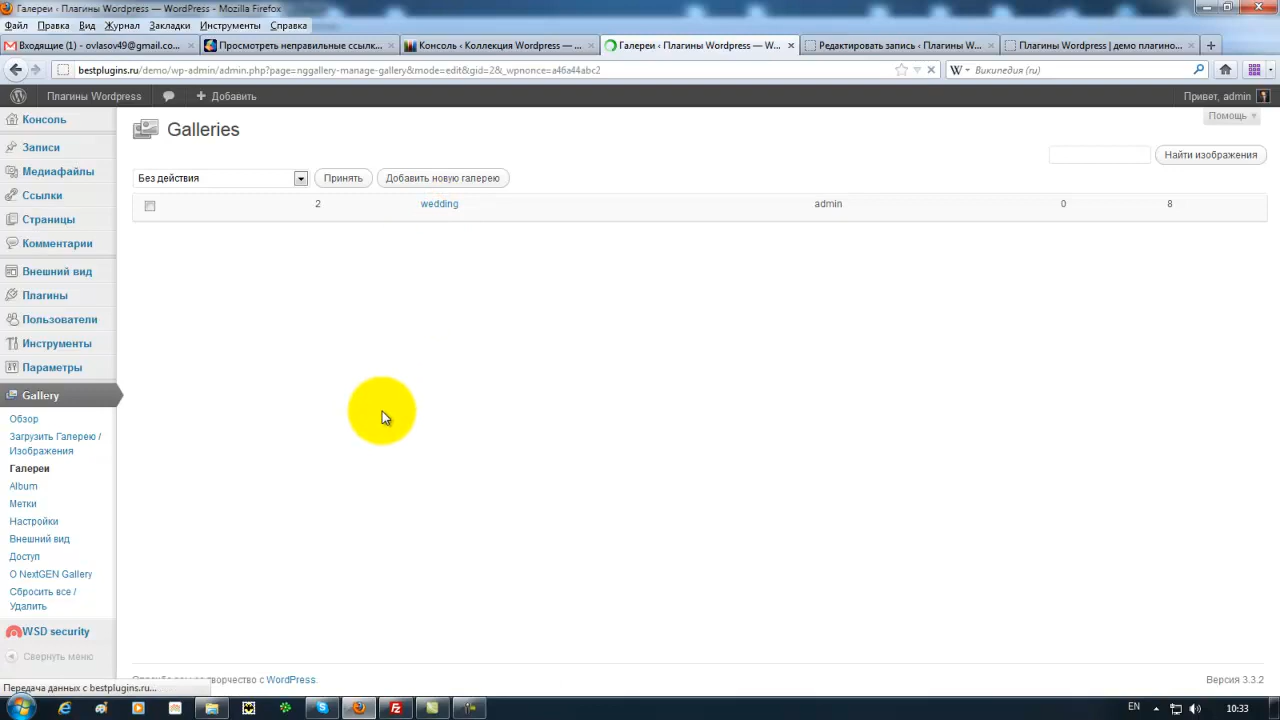 Галереи ‹ Плагины Wordpress — WordPress - Mozilla Firefox
Файл Правка Вид Журнал Закладки Инструменты Справка
Входящие (1) - ovlasov49@gmail.co...
Просмотреть неправильные ссылк...
Консоль ‹ Коллекция Wordpress — ...
Галереи ‹ Плагины Wordpress — W...
Редактировать запись ‹ Плагины W...
Плагины Wordpress | демо плагино...
bestplugins.ru/demo/wp-admin/admin.php?page=nggallery-manage-gallery&mode=edit&gid=2&_wpnonce=a46a44abc2
Википедия (ru)
Плагины Wordpress
Добавить
Привет, admin
Помощь
Консоль
Записи
Медиафайлы
Ссылки
Страницы
Комментарии
Внешний вид
Плагины
Пользователи
Инструменты
Параметры
Gallery
Обзор
Загрузить Галерею /
Изображения
Галереи
Album
Метки
Настройки
Внешний вид
Доступ
О NextGEN Gallery
Сбросить все /
Удалить
WSD security
Свернуть меню
Galleries
Найти изображения
Без действия
Принять
Добавить новую галерею
2 wedding admin 0 8
творчество с WordPress.
Версия 3.3.2
Передача данных с bestplugins.ru...
EN
10:33